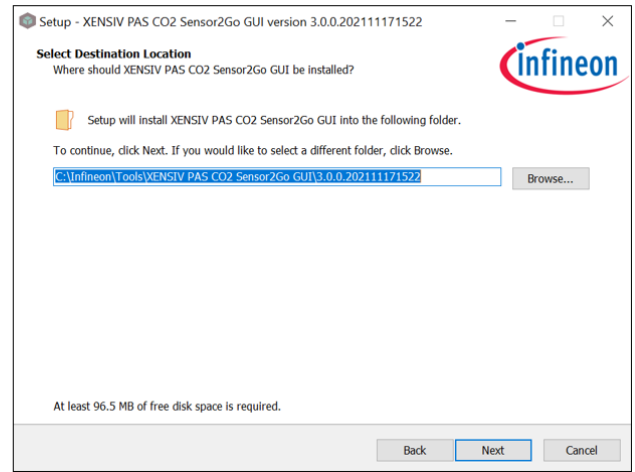 Setup - XENSIV PAS CO2 Sensor2Go GUI version 3.0.0.202111171522
Select Destination Location
Where should XENSIV PAS CO2 Sensor2Go GUI be installed?
infineon
Setup will install XENSIV PAS CO2 Sensor2Go GUI into the following folder.
To continue, click Next. If you would like to select a different folder, click Browse.
C:\Infineon\Tools\XENSIV PAS CO2 Sensor2Go GUI\3.0.0.202111171522
Browse...
At least 96.5 MB of free disk space is required.
Back
Next
Cancel